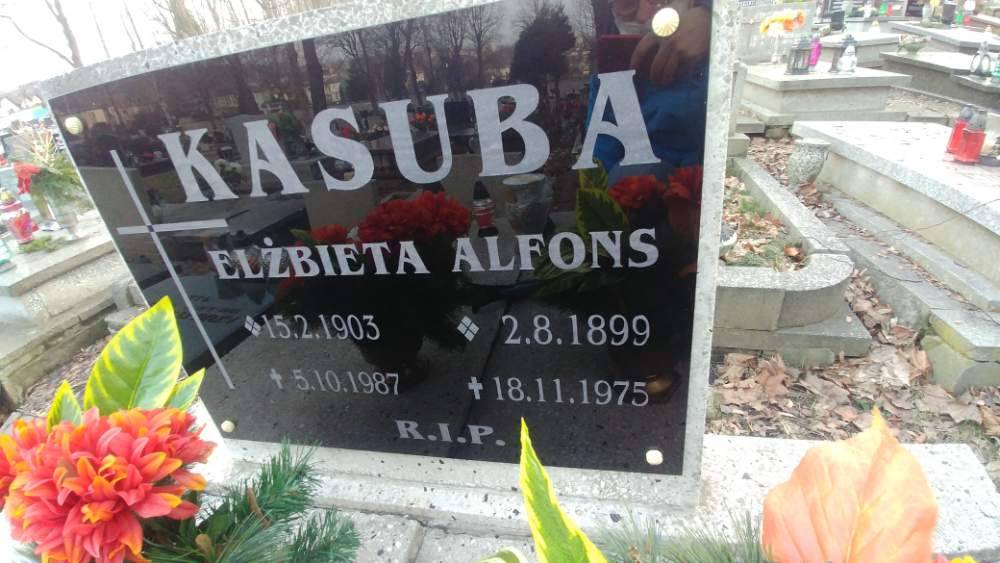 KASUBA
ELŻBIETA ALFONS
15.2.1903 2.8.1899
✝ 5.10.1987 ✝ 18.11.1975
R.I.P.